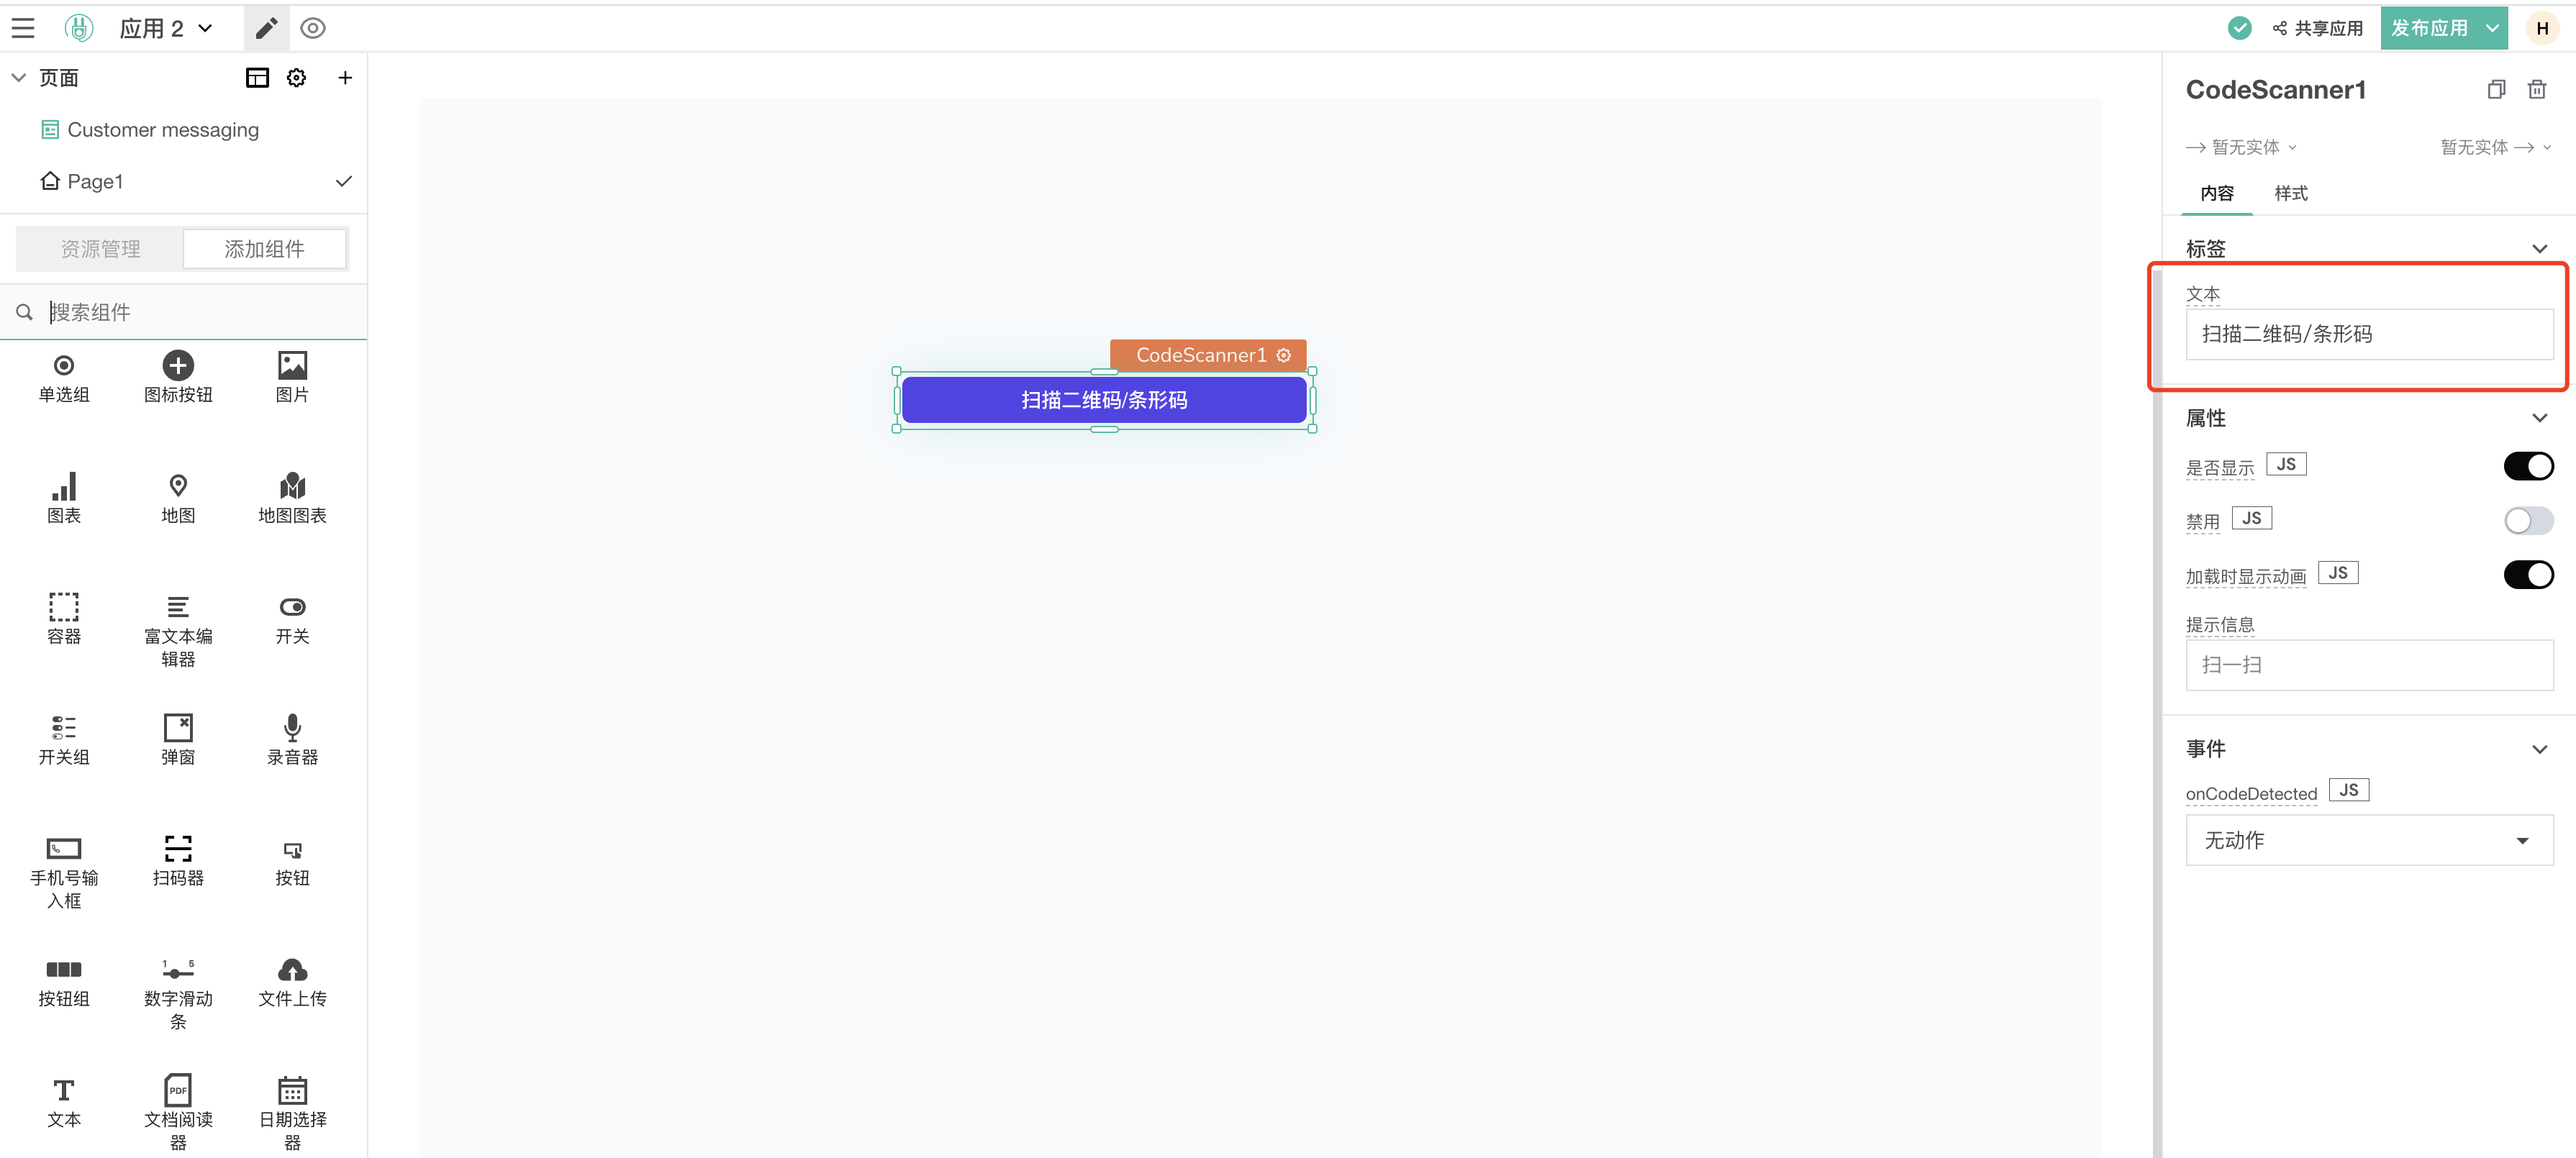 应用 2
共享应用
发布应用
H
页面
Customer messaging
Page1
资源管理
添加组件
搜索组件
单选组
图标按钮
图片
图表
地图
地图图表
容器
富文本编
辑器
开关
开关组
弹窗
录音器
手机号输
入框
扫码器
按钮
按钮组
1 5
数字滑动
条
文件上传
文本
PDF
文档阅读
器
日期选择
器
CodeScanner1
扫描二维码/条形码
CodeScanner1
暂无实体
暂无实体
内容
样式
标签
文本
扫描二维码/条形码
属性
是否显示 JS
禁用 JS
加载时显示动画 JS
提示信息
扫一扫
事件
onCodeDetected JS
无动作